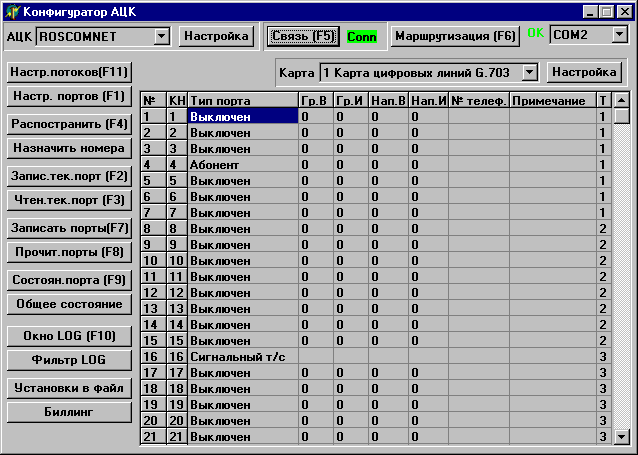 Конфигуратор АЦК
АЦК ROSCOMNET Настройка Связь (F5) Conn Маршрутизация (F6) OK COM2
Настр.потоков(F11)
Настр. портов (F1)
Распостранить (F4)
Назначить номера
Запис.тек.порт (F2)
Чтен.тек.порт (F3)
Записать порты(F7)
Прочит.порты (F8)
Состоян.порта (F9)
Общее состояние
Окно LOG (F10)
Фильтр LOG
Установки в файл
Биллинг
Карта 1 Карта цифровых линий G.703 Настройка
№ КН Тип порта Гр.В Гр.И Нап.В Нап.И № телеф. Примечание Т
1 1 Выключен 0 0 0 0 1
2 2 Выключен 0 0 0 0 1
3 3 Выключен 0 0 0 0 1
4 4 Абонент 0 0 0 0 1
5 5 Выключен 0 0 0 0 1
6 6 Выключен 0 0 0 0 1
7 7 Выключен 0 0 0 0 1
8 8 Выключен 0 0 0 0 2
9 9 Выключен 0 0 0 0 2
10 10 Выключен 0 0 0 0 2
11 11 Выключен 0 0 0 0 2
12 12 Выключен 0 0 0 0 2
13 13 Выключен 0 0 0 0 2
14 14 Выключен 0 0 0 0 2
15 15 Выключен 0 0 0 0 2
16 16 Сигнальный т/с 3
17 17 Выключен 0 0 0 0 3
18 18 Выключен 0 0 0 0 3
19 19 Выключен 0 0 0 0 3
20 20 Выключен 0 0 0 0 3
21 21 Выключен 0 0 0 0 3